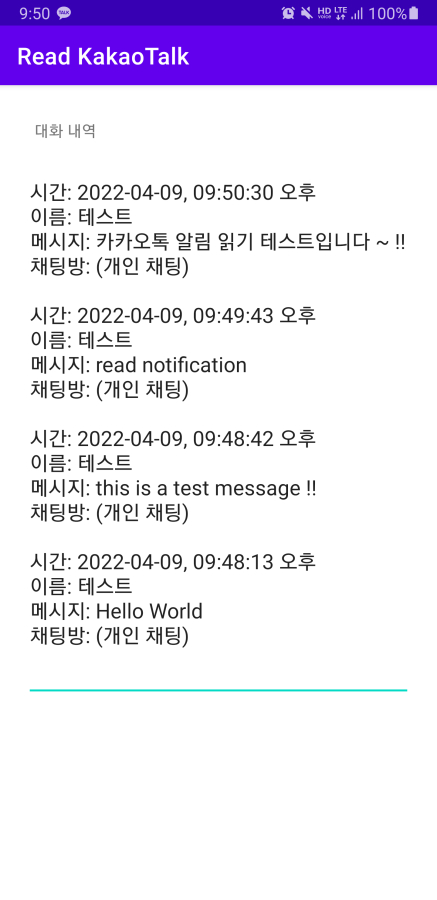 9:50 TALK HD voice LTE 100%
Read KakaoTalk
대화 내역
시간: 2022-04-09, 09:50:30 오후
이름: 테스트
메시지: 카카오톡 알림 읽기 테스트입니다 ~ !!
채팅방: (개인 채팅)
시간: 2022-04-09, 09:49:43 오후
이름: 테스트
메시지: read notification
채팅방: (개인 채팅)
시간: 2022-04-09, 09:48:42 오후
이름: 테스트
메시지: this is a test message !!
채팅방: (개인 채팅)
시간: 2022-04-09, 09:48:13 오후
이름: 테스트
메시지: Hello World
채팅방: (개인 채팅)